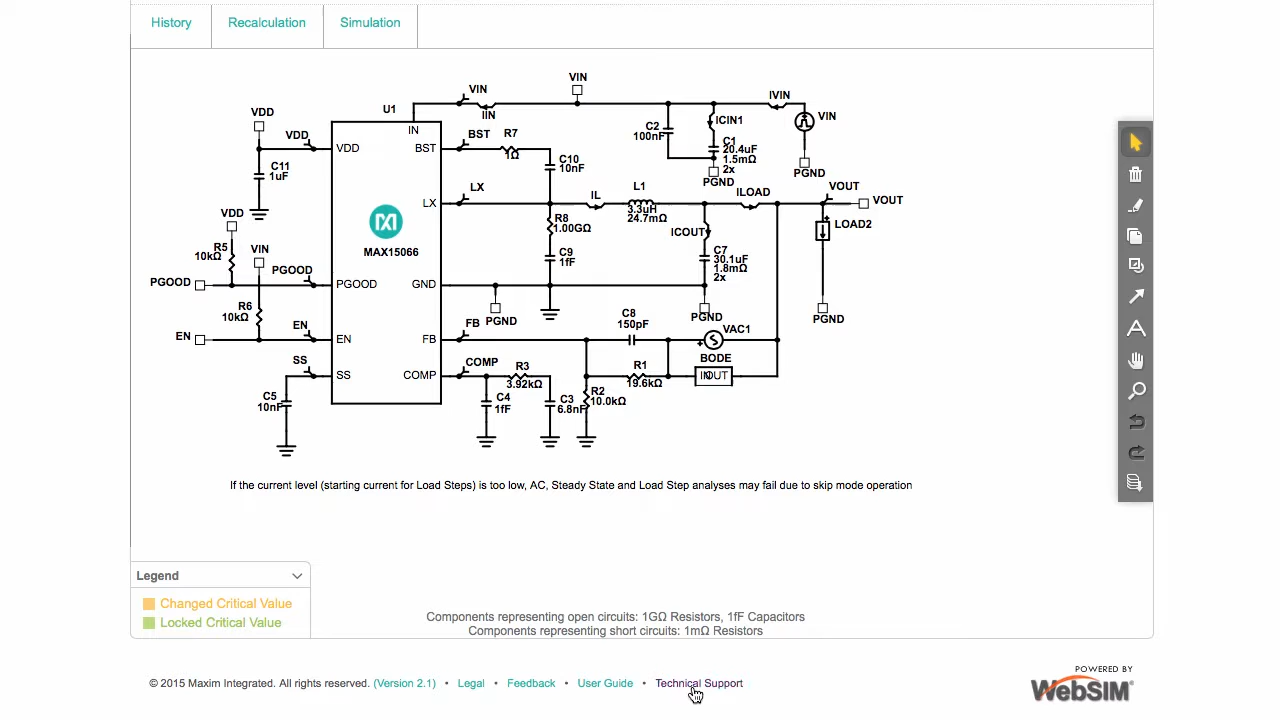 History
Recalculation
Simulation
VIN
VIN
IIN
IVIN
VIN
PGND
U1
IN
VDD
VDD
VDD
C11
1uF
BST
BST
R7
1Ω
C10
10nF
C2
100nF
ICIN1
C1
20.4uF
1.5mΩ
2x
PGND
LX
LX
IL
L1
3.3uH
24.7mΩ
ILOAD
VOUT
VOUT
LOAD2
PGND
R8
1.00GΩ
C9
1fF
ICOUT
C7
30.1uF
1.8mΩ
2x
PGND
MAX15066
VDD
R5
10kΩ
VIN
PGOOD
PGOOD
PGOOD
GND
PGND
R6
10kΩ
EN
EN
EN
FB
FB
C8
150pF
VAC1
BODE
IN
OUT
SS
SS
C5
10nF
COMP
COMP
R3
3.92kΩ
C4
1fF
C3
6.8nF
R1
19.6kΩ
R2
10.0kΩ
If the current level (starting current for Load Steps) is too low, AC, Steady State and Load Step analyses may fail due to skip mode operation
Legend
Changed Critical Value
Locked Critical Value
Components representing open circuits: 1GΩ Resistors, 1fF Capacitors
Components representing short circuits: 1mΩ Resistors
© 2015 Maxim Integrated. All rights reserved. (Version 2.1) • Legal • Feedback • User Guide • Technical Support
POWERED BY
WEBSIM